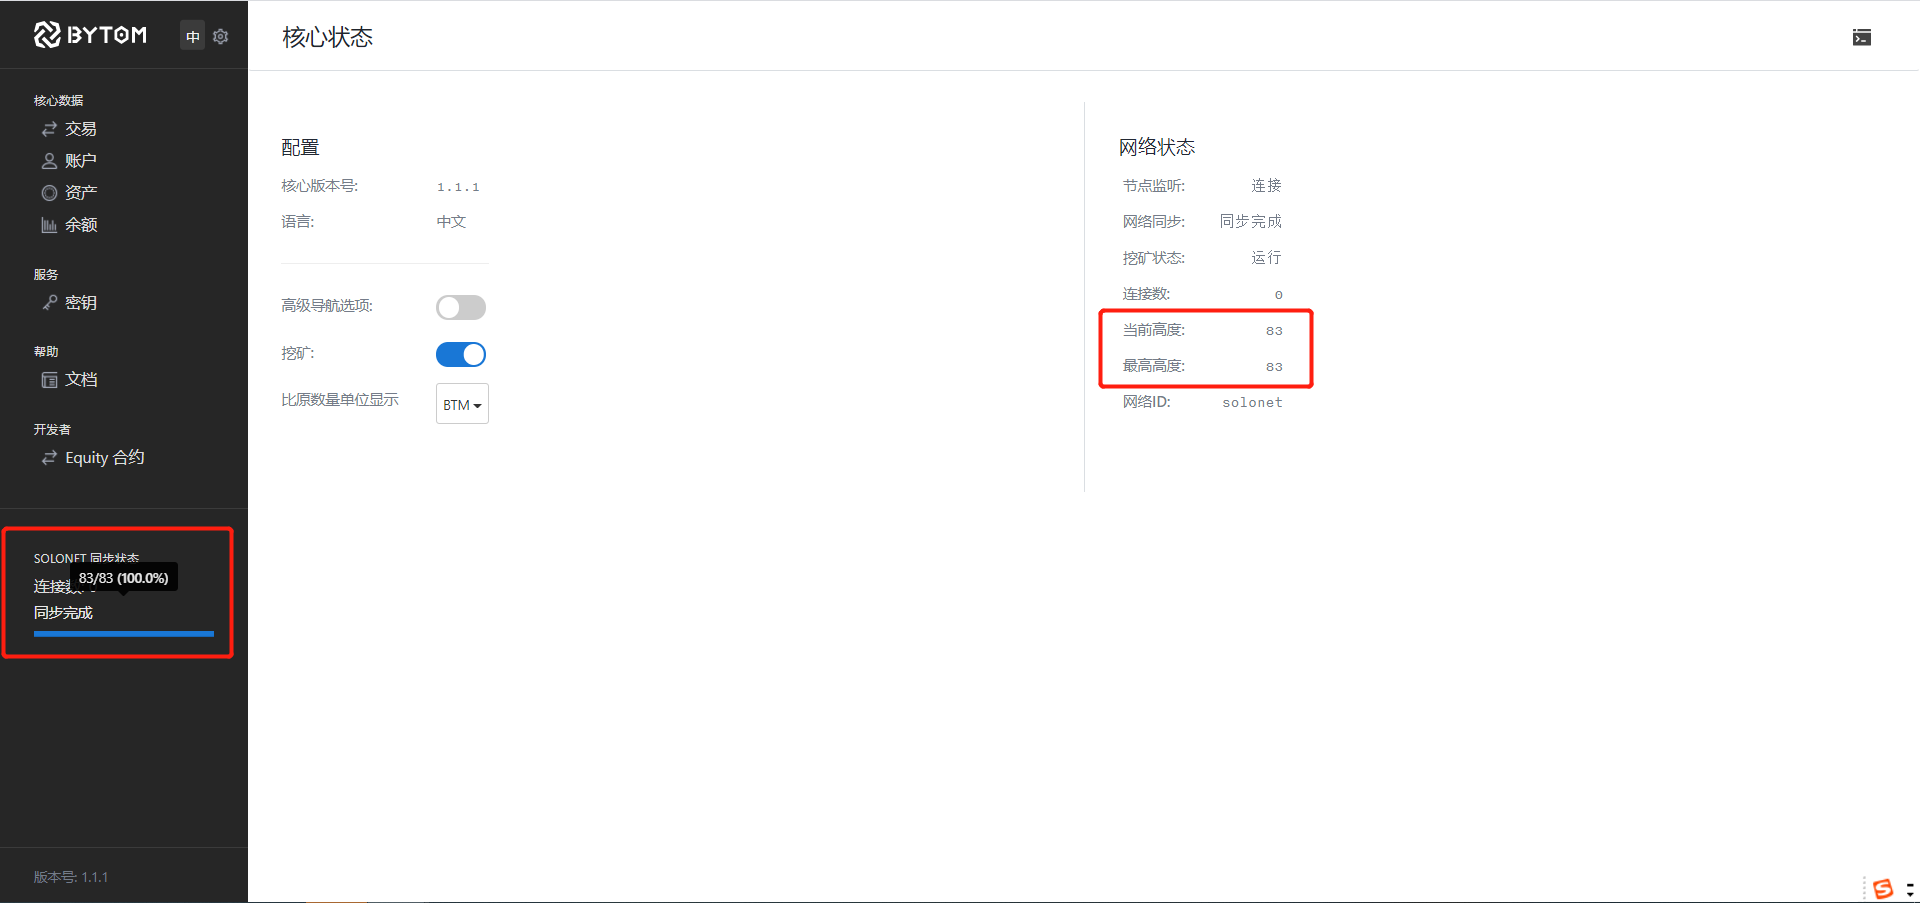 BYTOM
中
核心数据
交易
账户
资产
余额
服务
密钥
帮助
文档
开发者
Equity 合约
SOLONET 同步状态
83/83 (100.0%)
连接数
同步完成
版本号: 1.1.1
核心状态
配置
核心版本号: 1.1.1
语言: 中文
高级导航选项:
挖矿:
比原数量单位显示 BTM
网络状态
节点监听: 连接
网络同步: 同步完成
挖矿状态: 运行
连接数: 0
当前高度: 83
最高高度: 83
网络ID: solonet